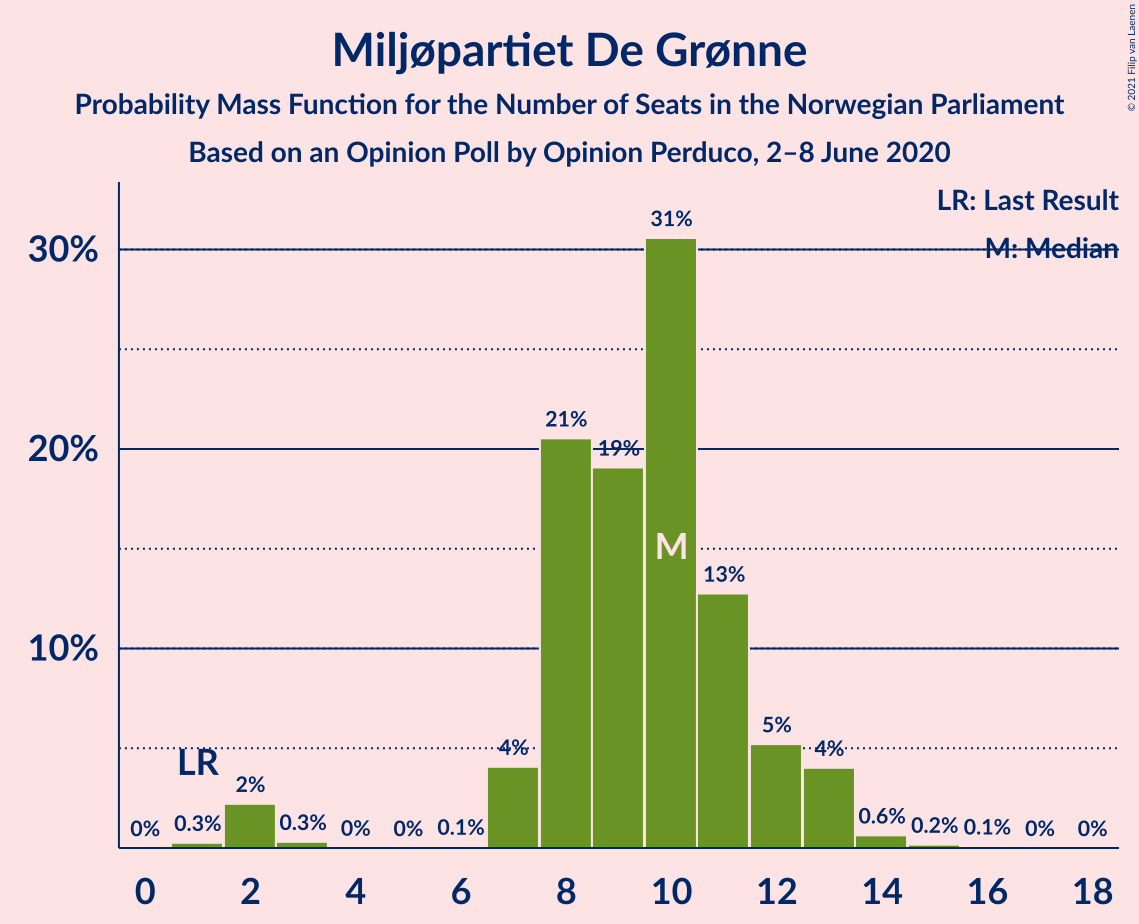 Miljøpartiet De Grønne
Probability Mass Function for the Number of Seats in the Norwegian Parliament
Based on an Opinion Poll by Opinion Perduco, 2–8 June 2020
© 2021 Filip van Laenen
LR: Last Result
M: Median
30%
20%
10%
31%
21%
19%
M
13%
LR
5%
4%
4%
2%
0%
0.3%
0.3%
0%
0%
0.1%
0.6%
0.2%
0.1%
0%
0%
0 2 4 6 8 10 12 14 16 18